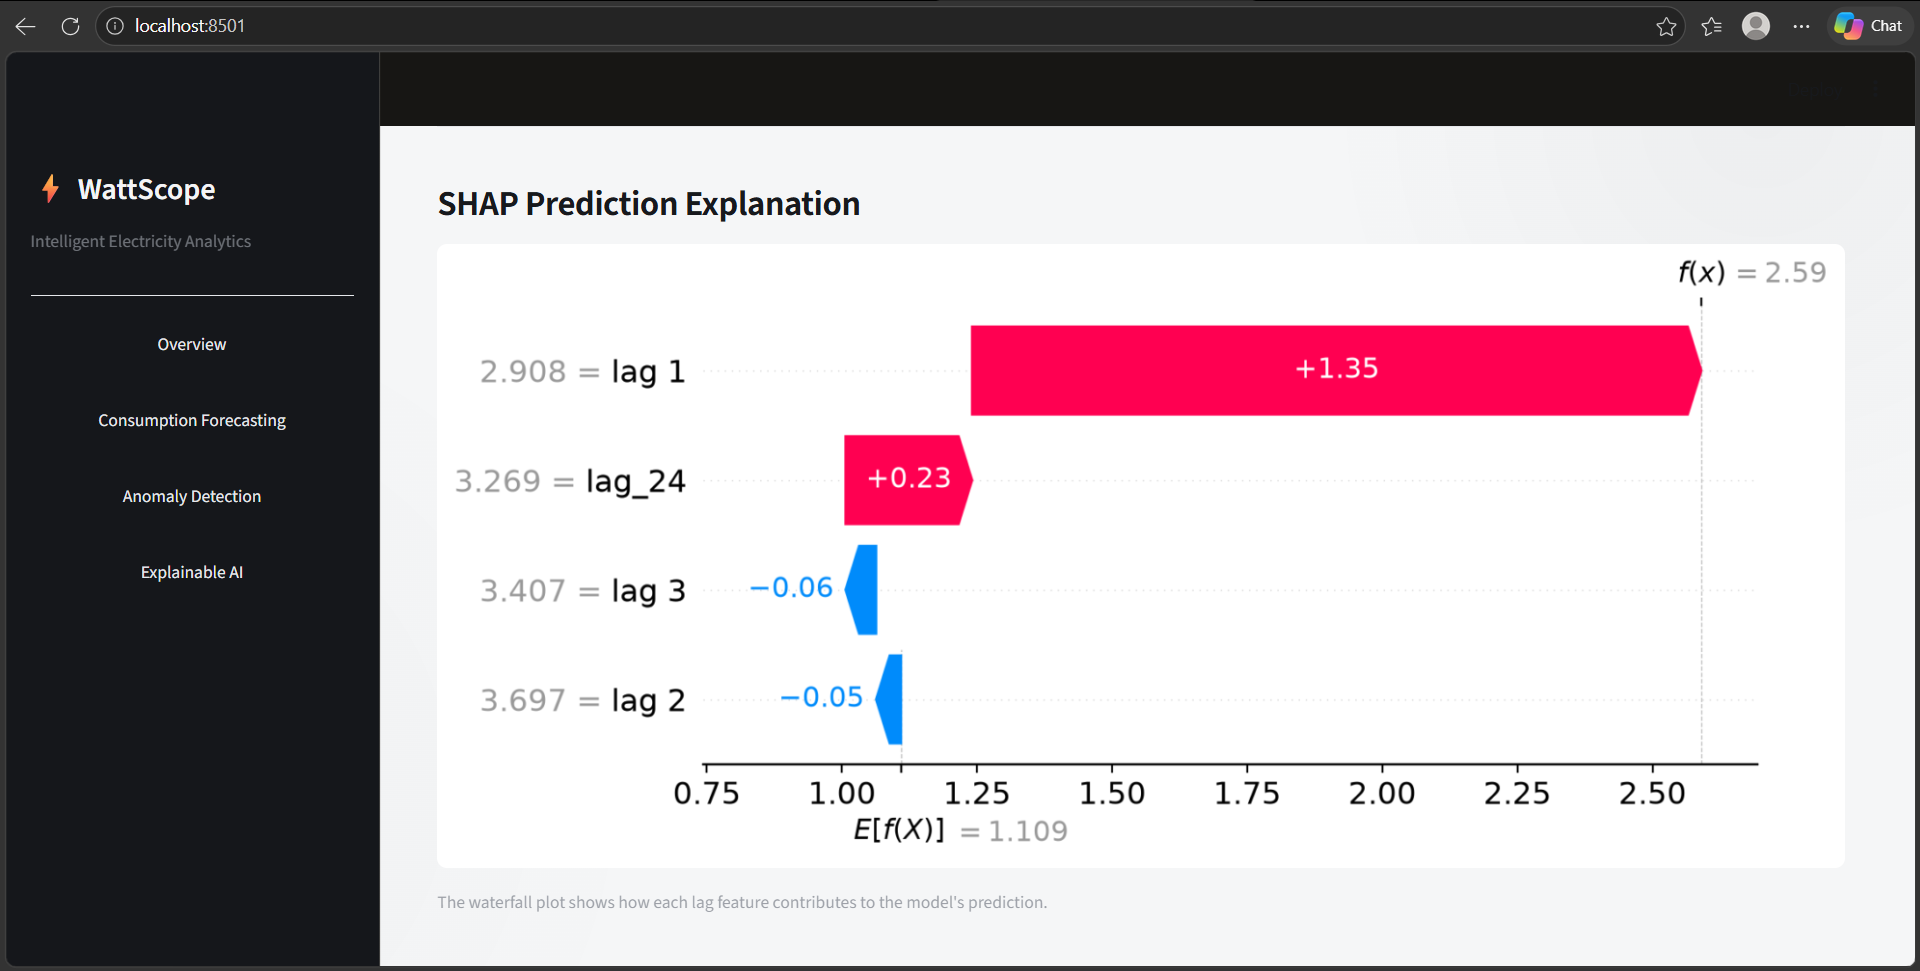 localhost:8501
Chat
WattScope
Intelligent Electricity Analytics
Overview
Consumption Forecasting
Anomaly Detection
Explainable AI
SHAP Prediction Explanation
f(x) = 2.59
2.908 = lag 1
+1.35
3.269 = lag_24
+0.23
3.407 = lag 3
−0.06
3.697 = lag 2
−0.05
0.75 1.00 1.25 1.50 1.75 2.00 2.25 2.50
E[f(X)] = 1.109
The waterfall plot shows how each lag feature contributes to the model's prediction.